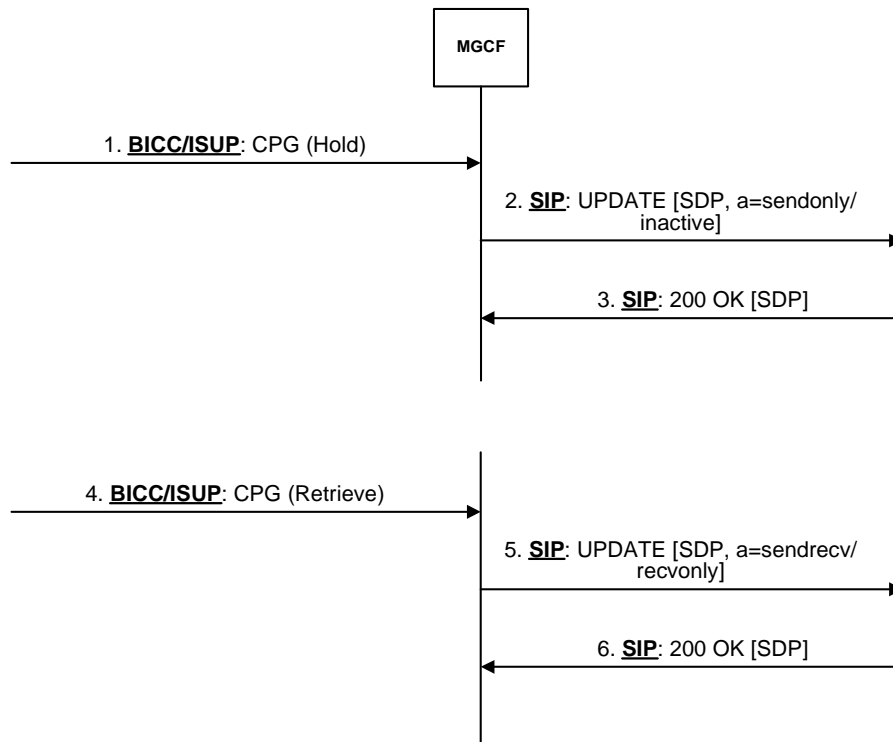 MGCF
1. BICC/ISUP: CPG (Hold)
2. SIP: UPDATE [SDP, a=sendonly/
inactive]
3. SIP: 200 OK [SDP]
4. BICC/ISUP: CPG (Retrieve)
5. SIP: UPDATE [SDP, a=sendrecv/
recvonly]
6. SIP: 200 OK [SDP]